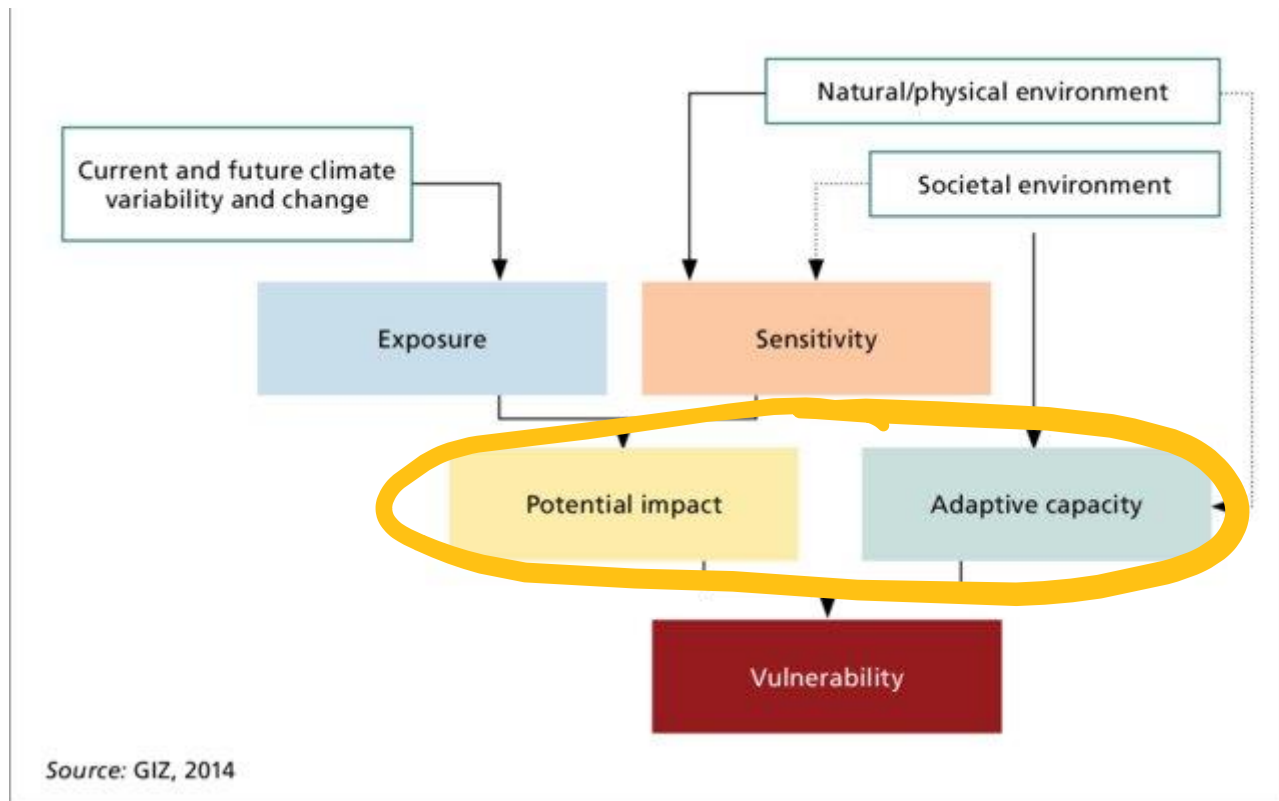 Natural/physical environment
Current and future climate
variability and change
Societal environment
Exposure
Sensitivity
Potential impact
Adaptive capacity
Vulnerability
Source: GIZ, 2014